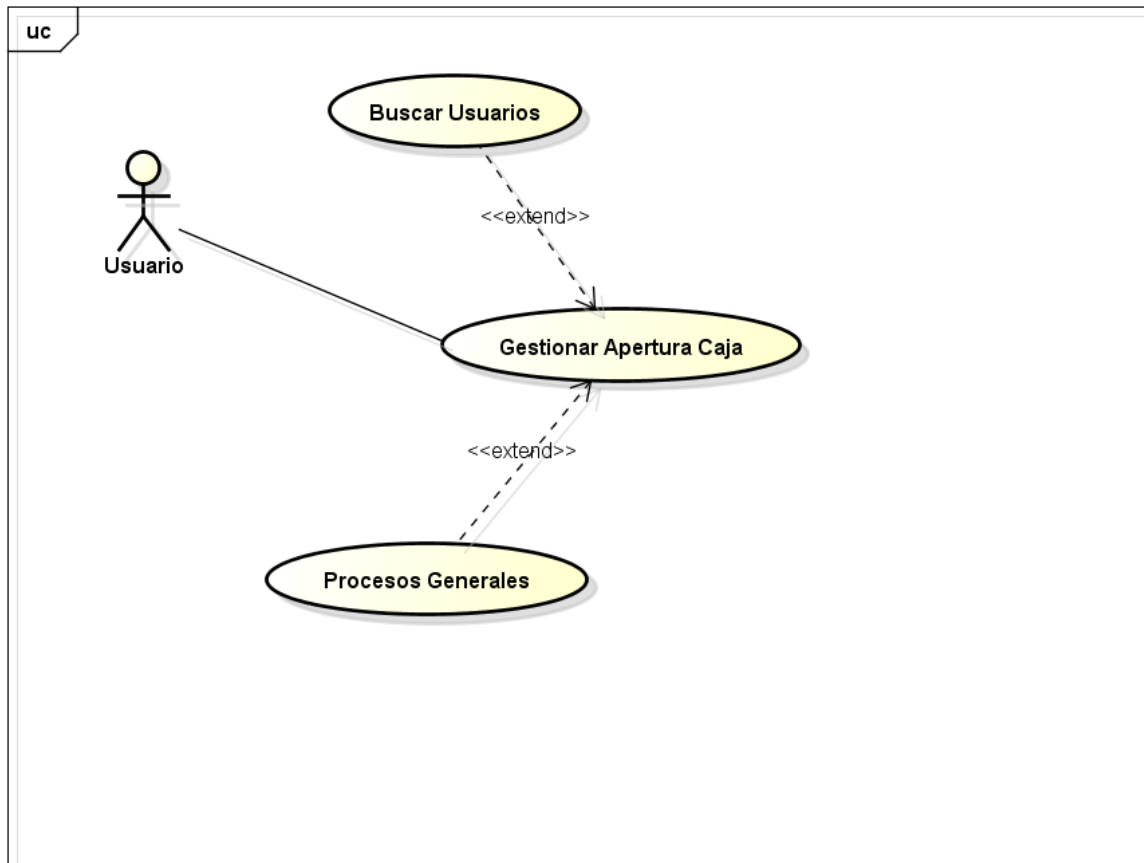 uc
Buscar Usuarios
<<extend>>
Usuario
Gestionar Apertura Caja
<<extend>>
Procesos Generales